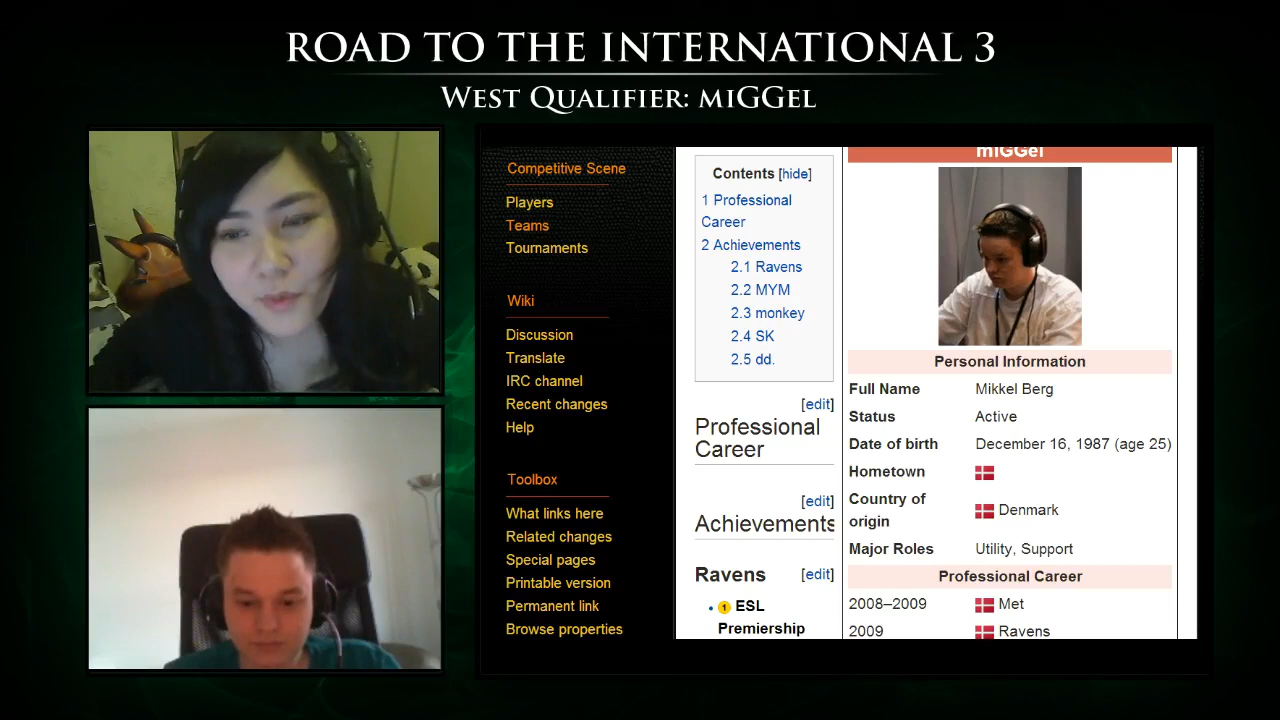 ROAD TO THE INTERNATIONAL 3
WEST QUALIFIER: MIGGEL
Competitive Scene
Players
Teams
Tournaments
Wiki
Discussion
Translate
IRC channel
Recent changes
Help
Toolbox
What links here
Related changes
Special pages
Printable version
Permanent link
Browse properties
Contents [hide]
1 Professional
Career
2 Achievements
2.1 Ravens
2.2 MYM
2.3 monkey
2.4 SK
2.5 dd.
[edit]
Professional
Career
[edit]
Achievements
Ravens [edit]
1 ESL
Premiership
miGGel
Personal Information
Full Name Mikkel Berg
Status Active
Date of birth December 16, 1987 (age 25)
Hometown
Country of
origin Denmark
Major Roles Utility, Support
Professional Career
2008–2009 Met
2009 Ravens